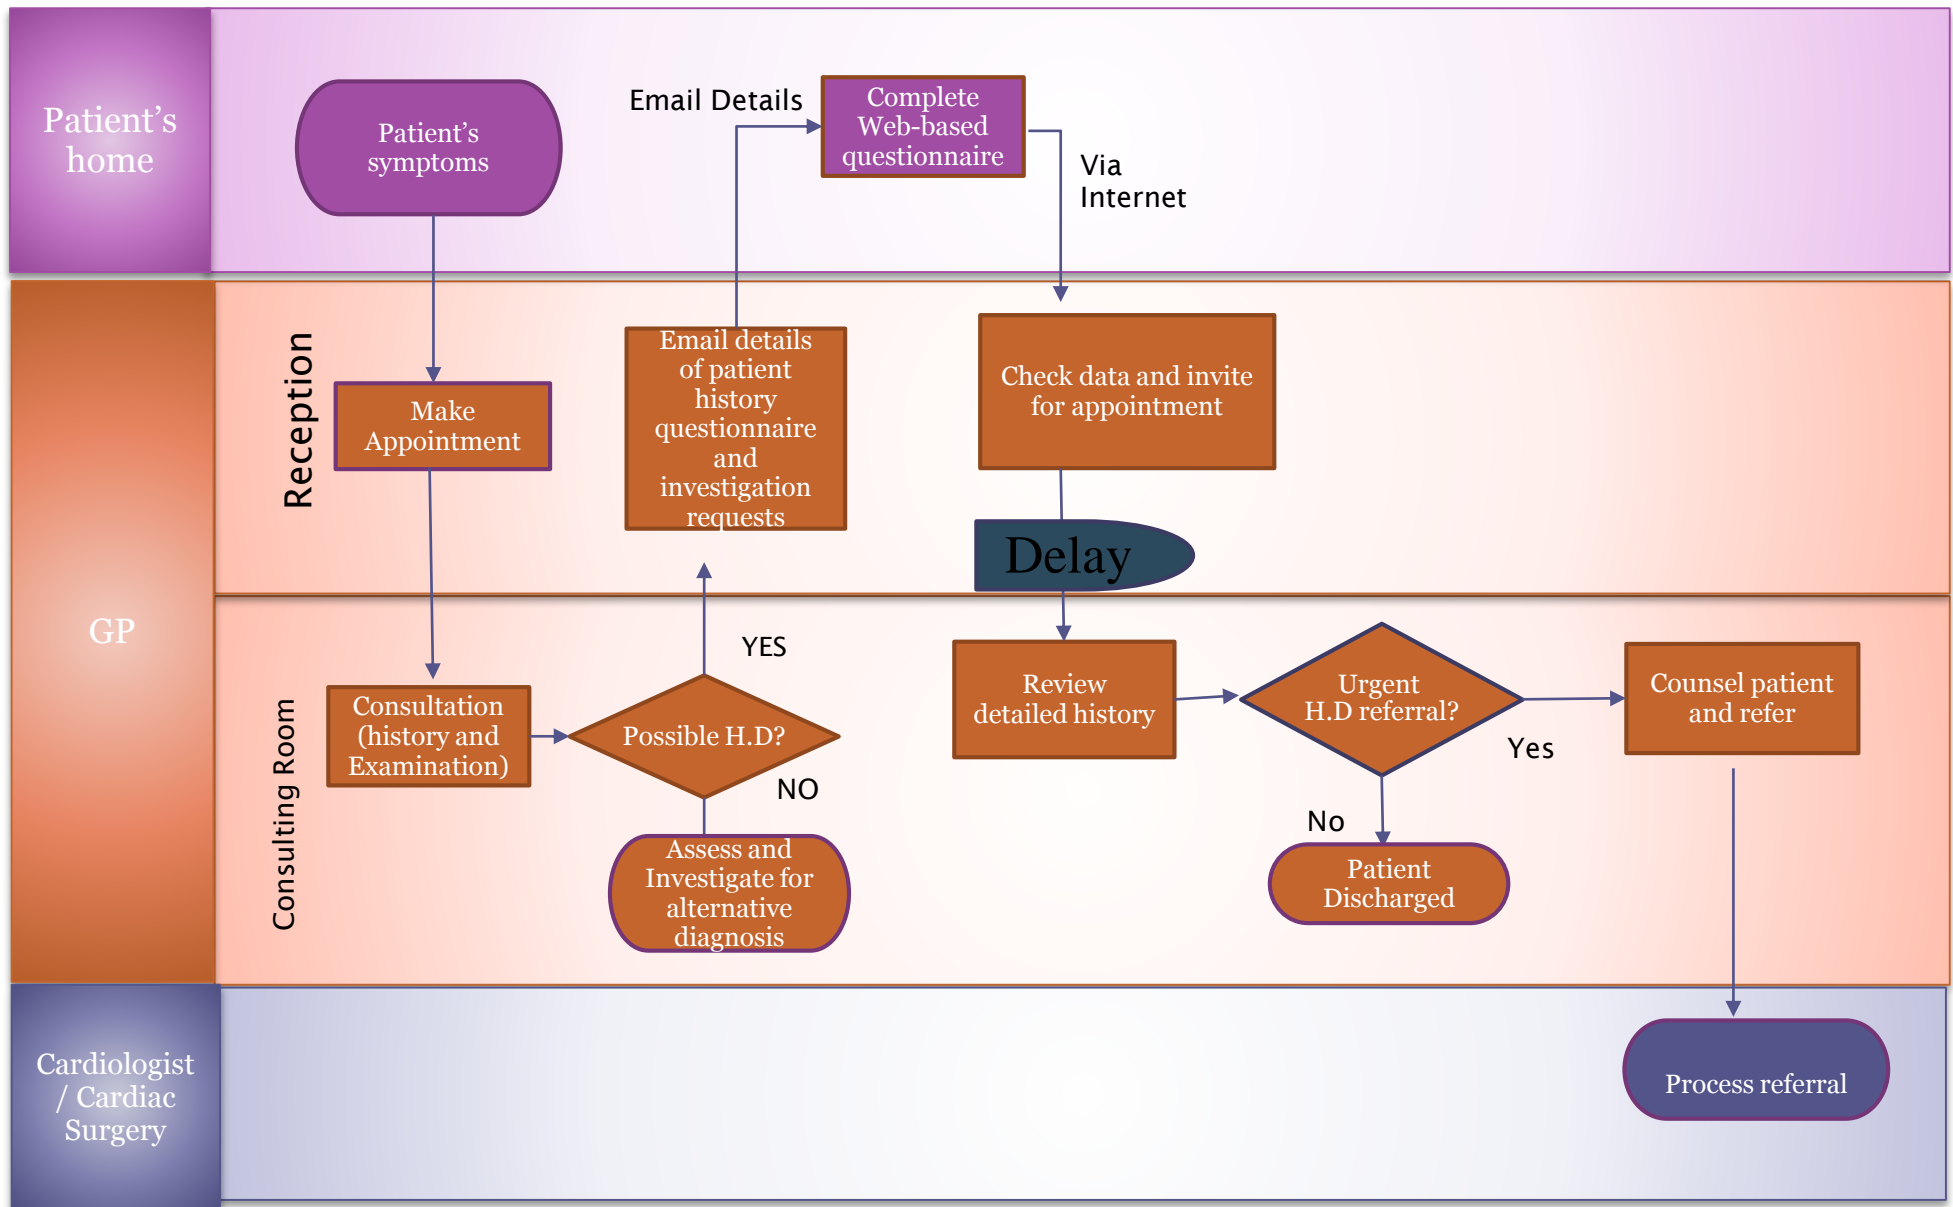 Patient's
home
Patient's
symptoms
Email Details
Complete
Web-based
questionnaire
Via
Internet
GP
Reception
Make
Appointment
Email details
of patient
history
questionnaire
and
investigation
requests
Check data and invite
for appointment
Delay
Consulting Room
Consultation
(history and
Examination)
Possible H.D?
YES
NO
Assess and
Investigate for
alternative
diagnosis
Review
detailed history
Urgent
H.D referral?
Yes
No
Patient
Discharged
Counsel patient
and refer
Cardiologist
/ Cardiac
Surgery
Process referral